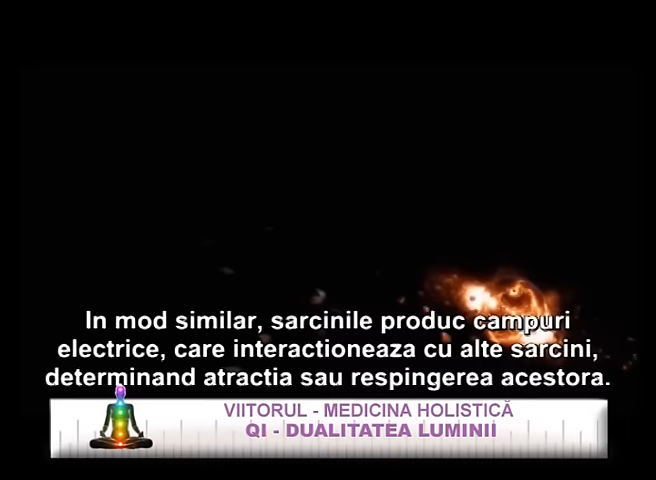 In mod similar, sarcinile produc campuri
electrice, care interactioneaza cu alte sarcini,
determinand atractia sau respingerea acestora.
VIITORUL - MEDICINA HOLISTICĂ
QI - DUALITATEA LUMINII